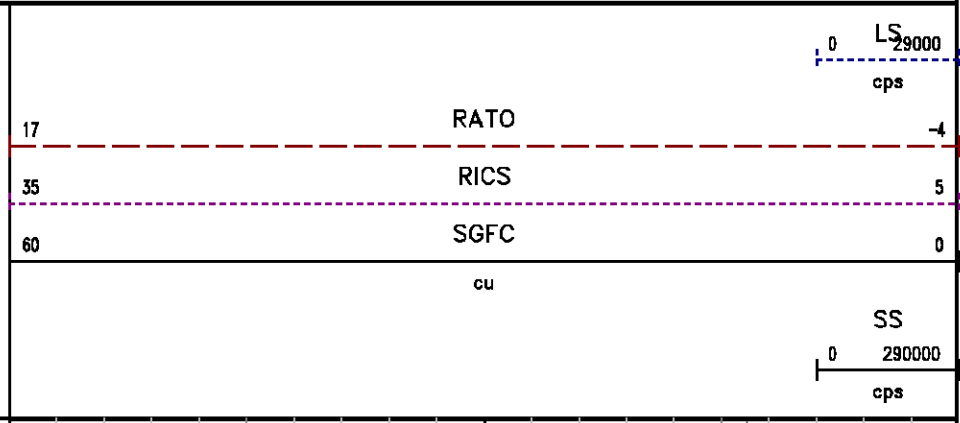 LS
0 29000
cps
RATO
17 -4
RICS
35 5
SGFC
60 0
cu
SS
0 290000
cps